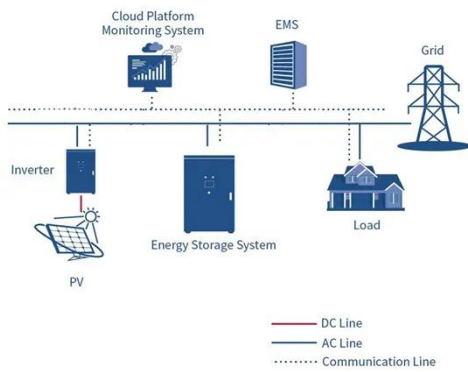 Cloud Platform
Monitoring System
EMS
Grid
Inverter
Energy Storage System
Load
PV
DC Line
AC Line
Communication Line